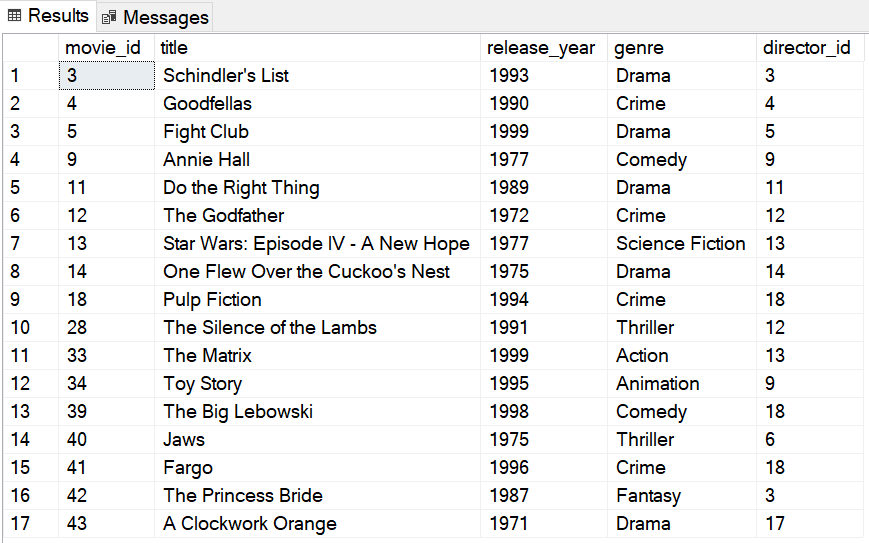 Results Messages
movie_id title release_year genre director_id
1 3 Schindler's List 1993 Drama 3
2 4 Goodfellas 1990 Crime 4
3 5 Fight Club 1999 Drama 5
4 9 Annie Hall 1977 Comedy 9
5 11 Do the Right Thing 1989 Drama 11
6 12 The Godfather 1972 Crime 12
7 13 Star Wars: Episode IV - A New Hope 1977 Science Fiction 13
8 14 One Flew Over the Cuckoo's Nest 1975 Drama 14
9 18 Pulp Fiction 1994 Crime 18
10 28 The Silence of the Lambs 1991 Thriller 12
11 33 The Matrix 1999 Action 13
12 34 Toy Story 1995 Animation 9
13 39 The Big Lebowski 1998 Comedy 18
14 40 Jaws 1975 Thriller 6
15 41 Fargo 1996 Crime 18
16 42 The Princess Bride 1987 Fantasy 3
17 43 A Clockwork Orange 1971 Drama 17